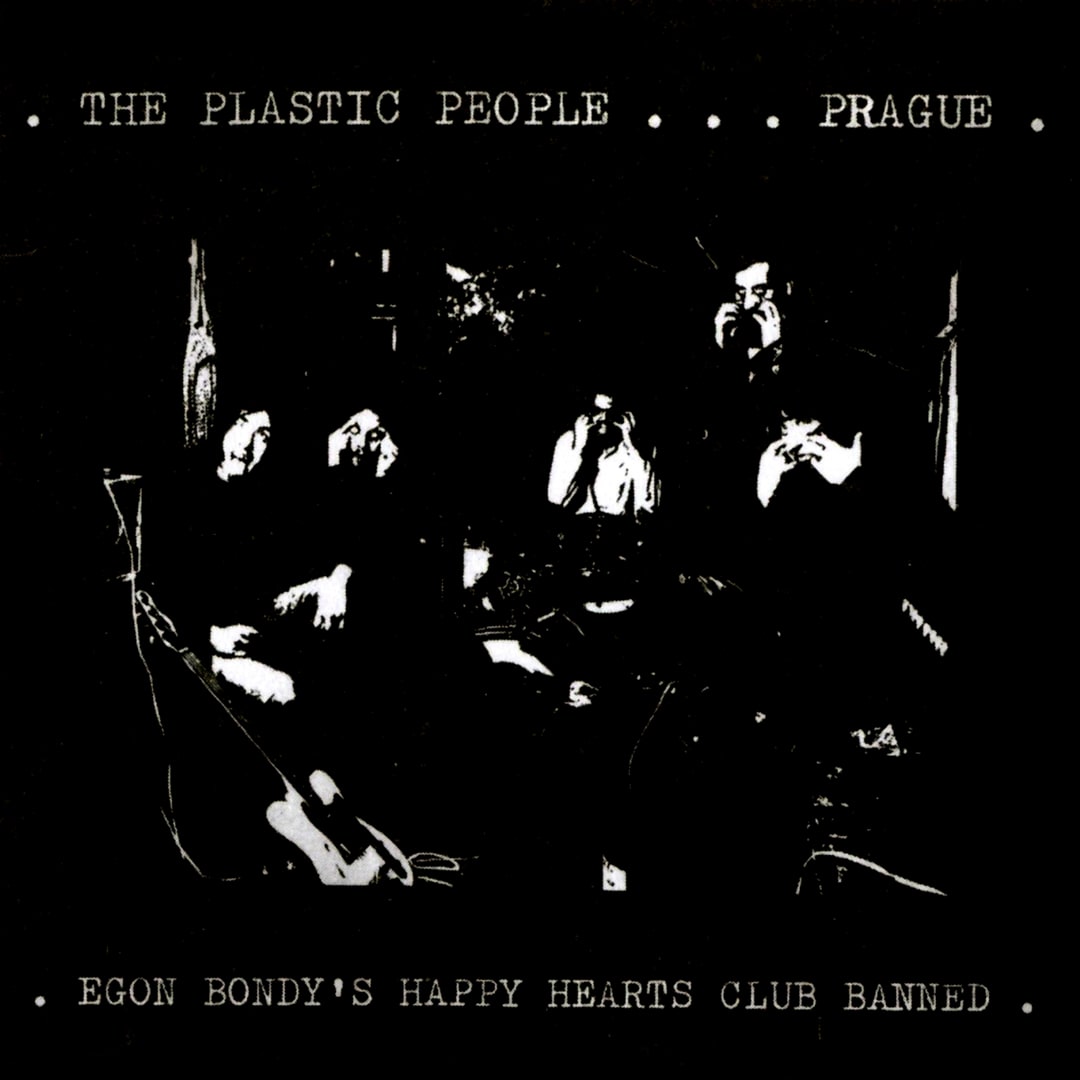 . THE PLASTIC PEOPLE . . . PRAGUE .
. EGON BONDY'S HAPPY HEARTS CLUB BANNED .